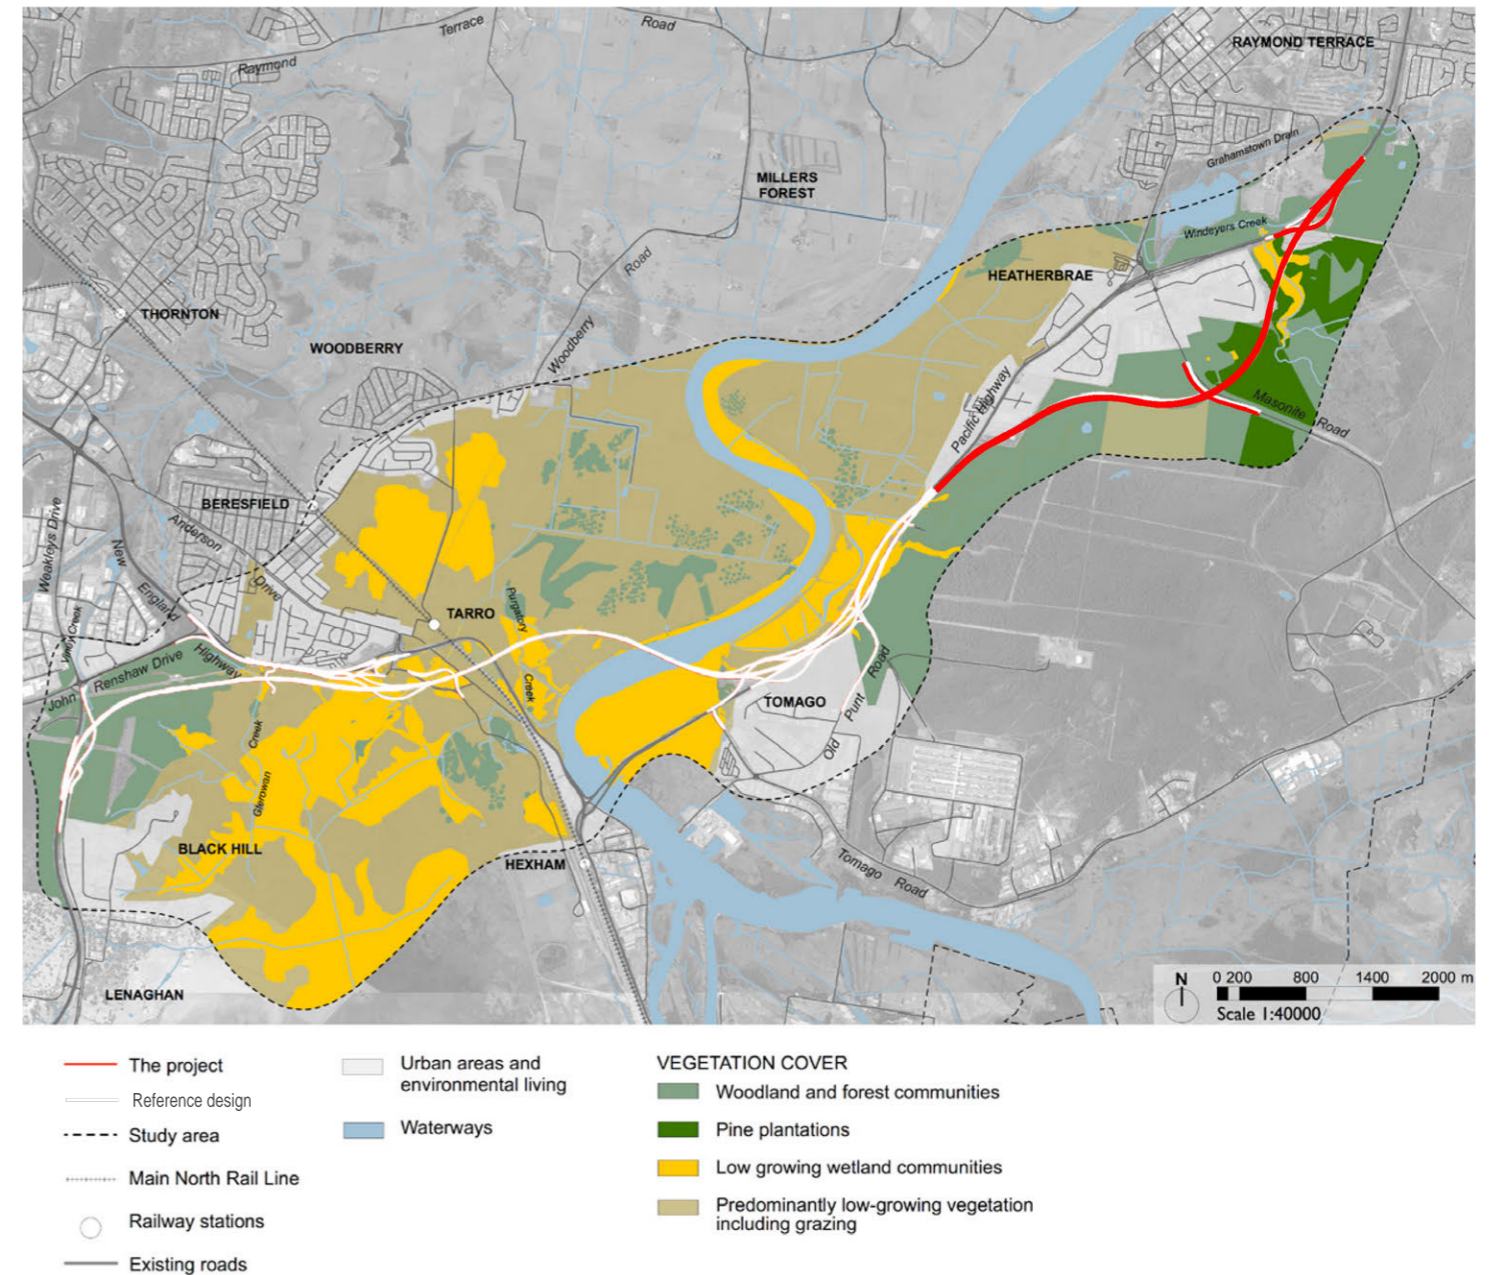 Terrace
Road
RAYMOND TERRACE
Raymond
Grahamstown Drain
MILLERS
FOREST
Windeyers Creek
Road
HEATHERBRAE
THORNTON
WOODBERRY
Woodberry
Pacific Highway
Masonite
Road
BERESFIELD
Weakleys Drive
Anderson
New
Drive
England
Purgatory
TARRO
Viney Creek
Highway
John Renshaw Drive
Creek
Road
TOMAGO
Punt
Creek
Old
Glenrowan
BLACK HILL
HEXHAM
Tomago Road
LENAGHAN
N
0 200 800 1400 2000 m
Scale 1:40000
The project
Reference design
Study area
Main North Rail Line
Railway stations
Existing roads
Urban areas and
environmental living
Waterways
VEGETATION COVER
Woodland and forest communities
Pine plantations
Low growing wetland communities
Predominantly low-growing vegetation
including grazing